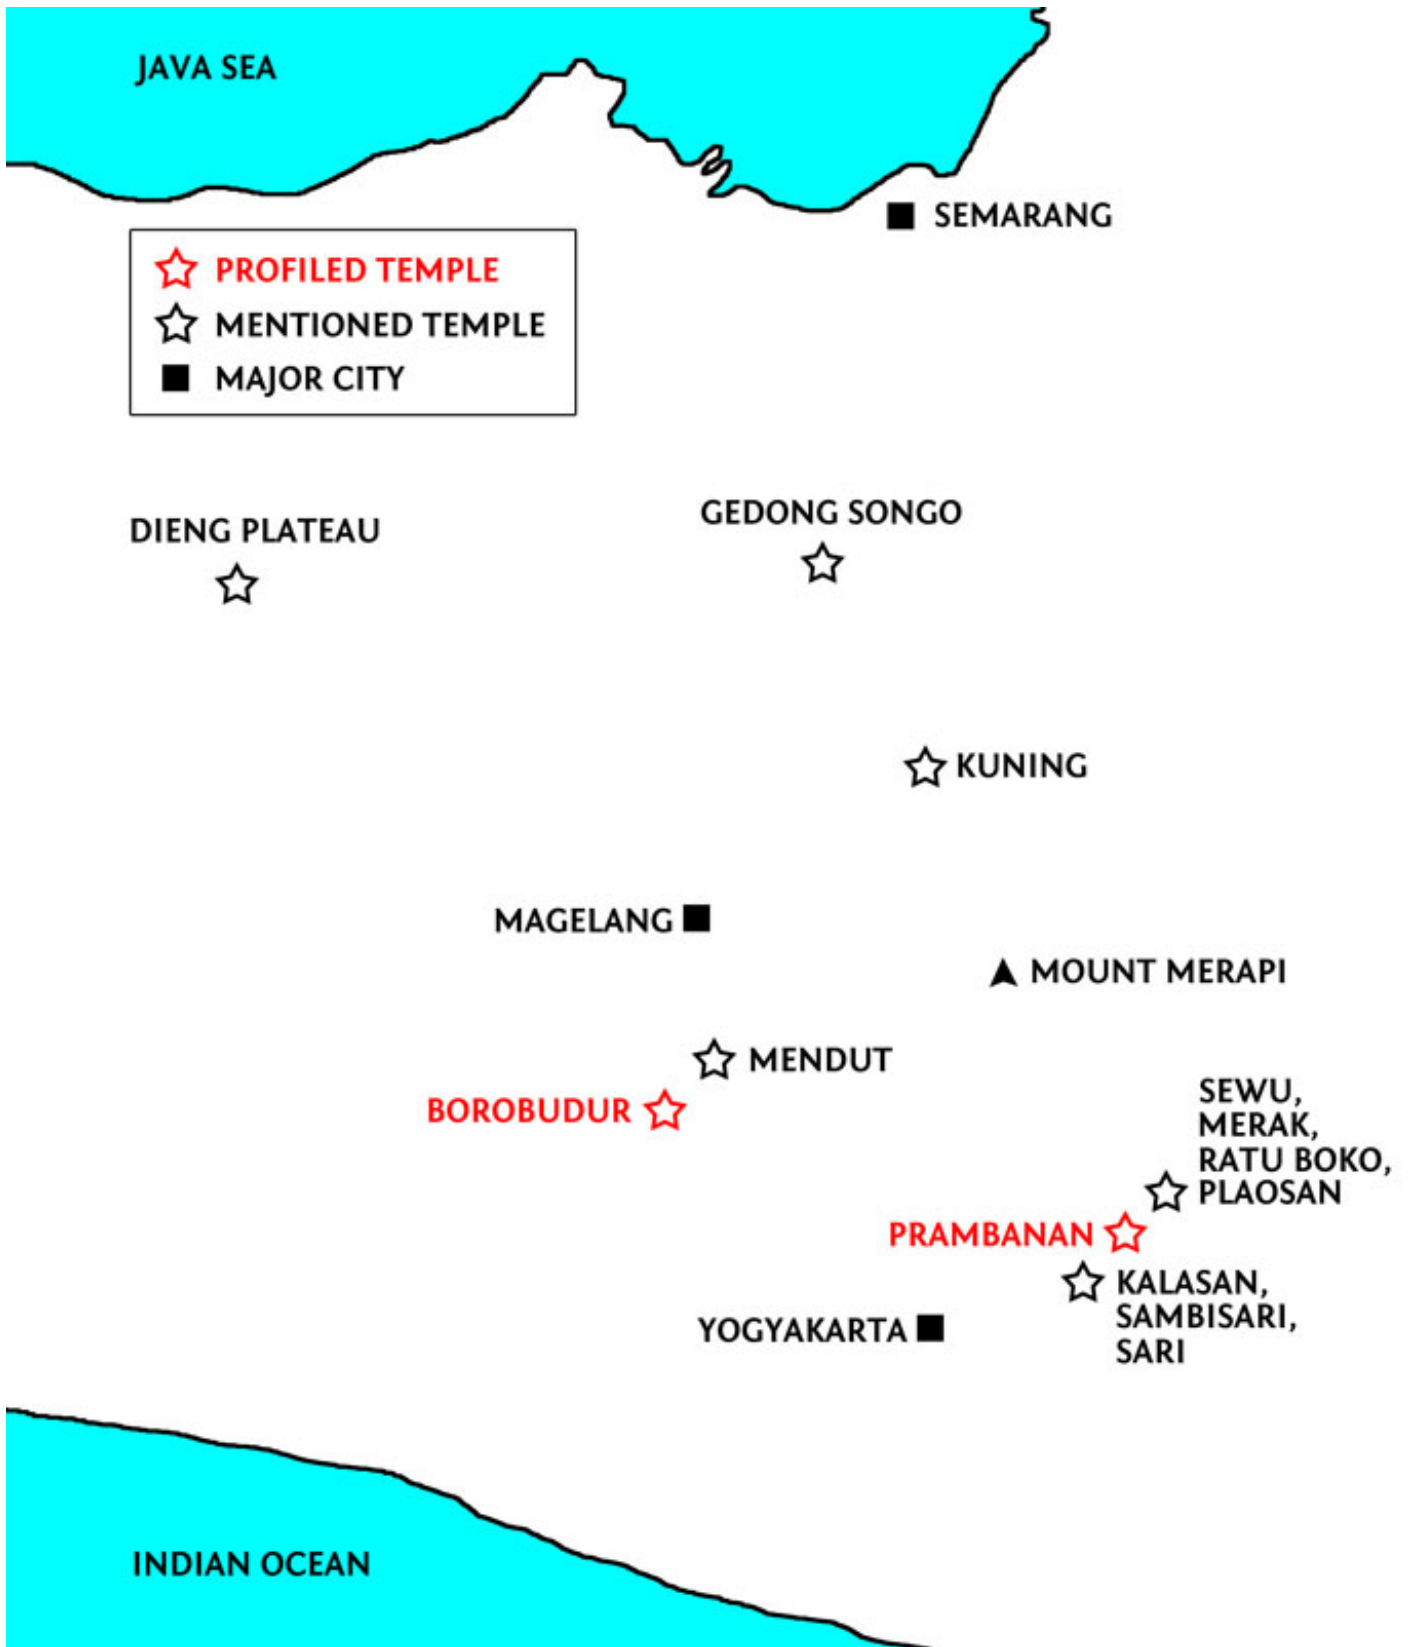 JAVA SEA
SEMARANG
PROFILED TEMPLE
MENTIONED TEMPLE
MAJOR CITY
GEDONG SONGO
DIENG PLATEAU
KUNING
MAGELANG
MOUNT MERAPI
MENDUT
BOROBUDUR
SEWU,
MERAK,
RATU BOKO,
PLAOSAN
PRAMBANAN
KALASAN,
SAMBISARI,
SARI
YOGYAKARTA
INDIAN OCEAN